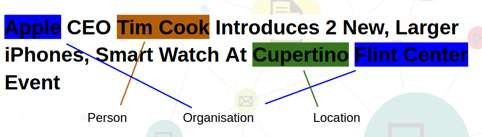 Apple CEO Tim Cook Introduces 2 New, Larger
iPhones, Smart Watch At Cupertino Flint Center
Event
Person Organisation Location